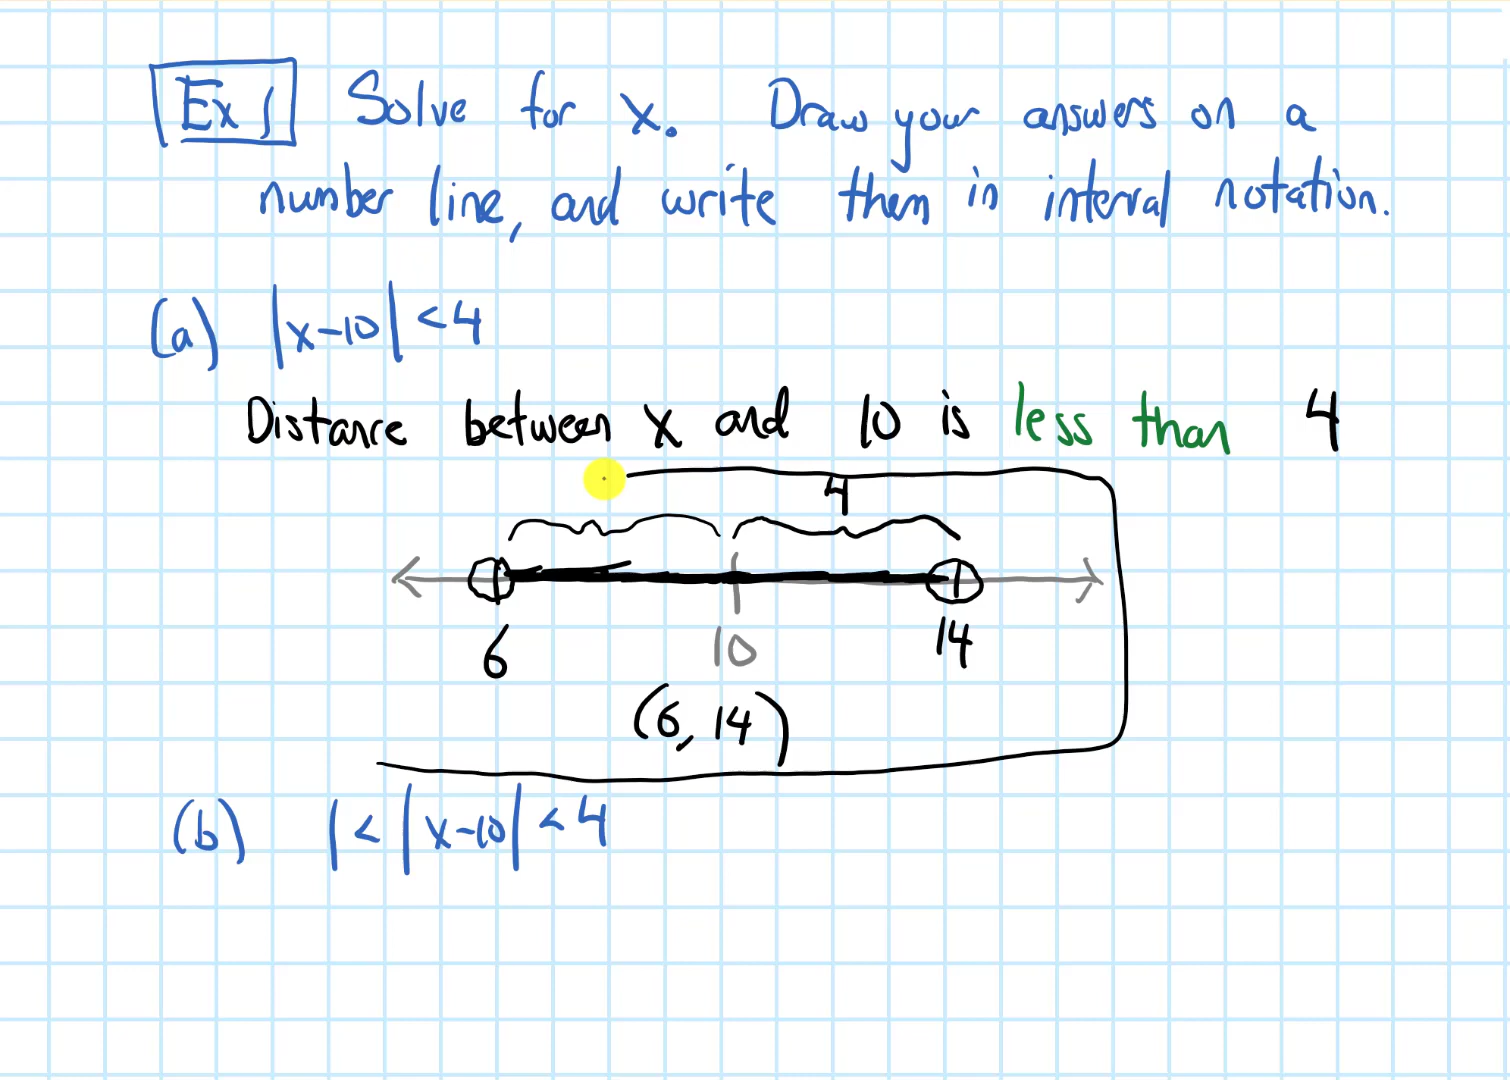 Ex 1 Solve for x. Draw your answers on a
number line, and write them in interval notation.
(a) |x-10| <4
Distance between x and 10 is less than 4
4
6 10 14
(6, 14)
(b) 1 < |x-10| < 4